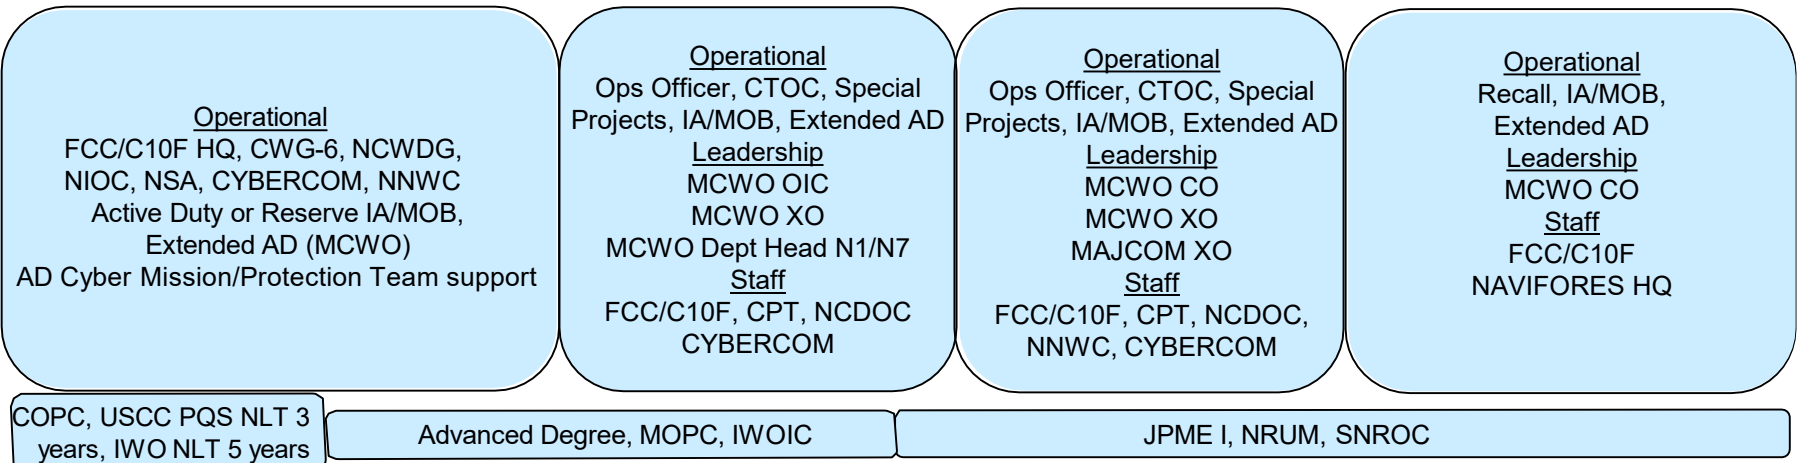 Operational
FCC/C10F HQ, CWG-6, NCWDG,
NIOC, NSA, CYBERCOM, NNWC
Active Duty or Reserve IA/MOB,
Extended AD (MCWO)
AD Cyber Mission/Protection Team support
Operational
Ops Officer, CTOC, Special
Projects, IA/MOB, Extended AD
Leadership
MCWO OIC
MCWO XO
MCWO Dept Head N1/N7
Staff
FCC/C10F, CPT, NCDOC
CYBERCOM
Operational
Ops Officer, CTOC, Special
Projects, IA/MOB, Extended AD
Leadership
MCWO CO
MCWO XO
MAJCOM XO
Staff
FCC/C10F, CPT, NCDOC,
NNWC, CYBERCOM
Operational
Recall, IA/MOB,
Extended AD
Leadership
MCWO CO
Staff
FCC/C10F
NAVIFORES HQ
COPC, USCC PQS NLT 3
years, IWO NLT 5 years
Advanced Degree, MOPC, IWOIC
JPME I, NRUM, SNROC